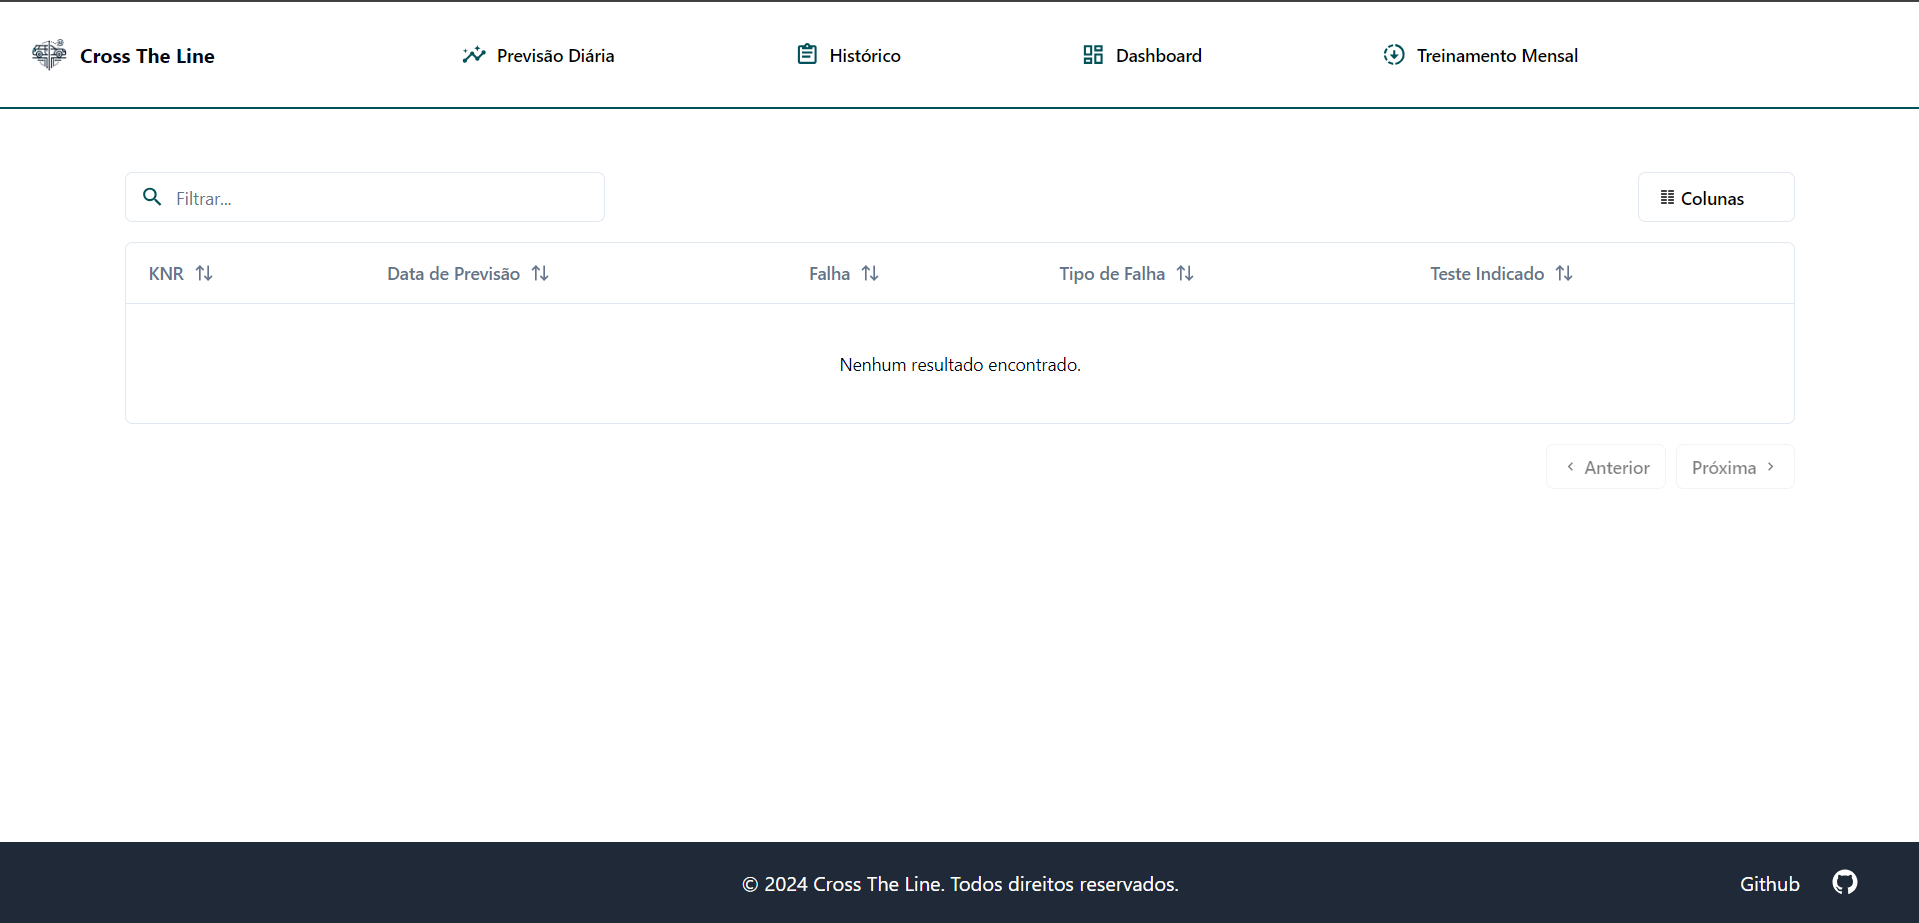 Cross The Line
Previsão Diária
Histórico
Dashboard
Treinamento Mensal
Filtrar...
Colunas
KNR
Data de Previsão
Falha
Tipo de Falha
Teste Indicado
Nenhum resultado encontrado.
Anterior
Próxima
© 2024 Cross The Line. Todos direitos reservados.
Github